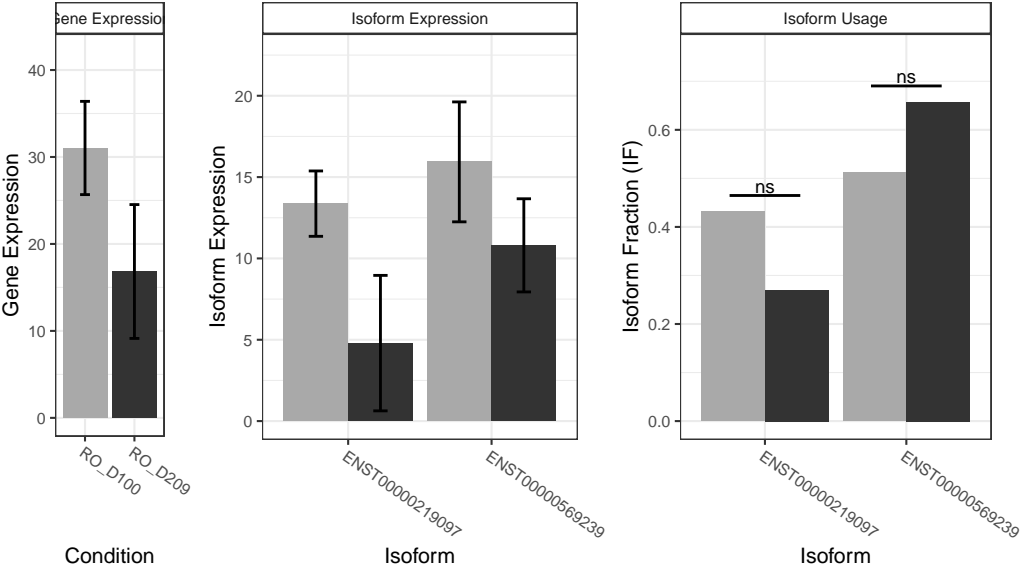 Gene Expression
Isoform Expression
Isoform Usage
Gene Expression
40
30
20
10
0
RO_D100
RO_D209
Condition
Isoform Expression
20
15
10
5
0
ENST00000219097
ENST00000569239
Isoform
Isoform Fraction (IF)
0.6
0.4
0.2
0.0
ns
ns
ENST00000219097
ENST00000569239
Isoform